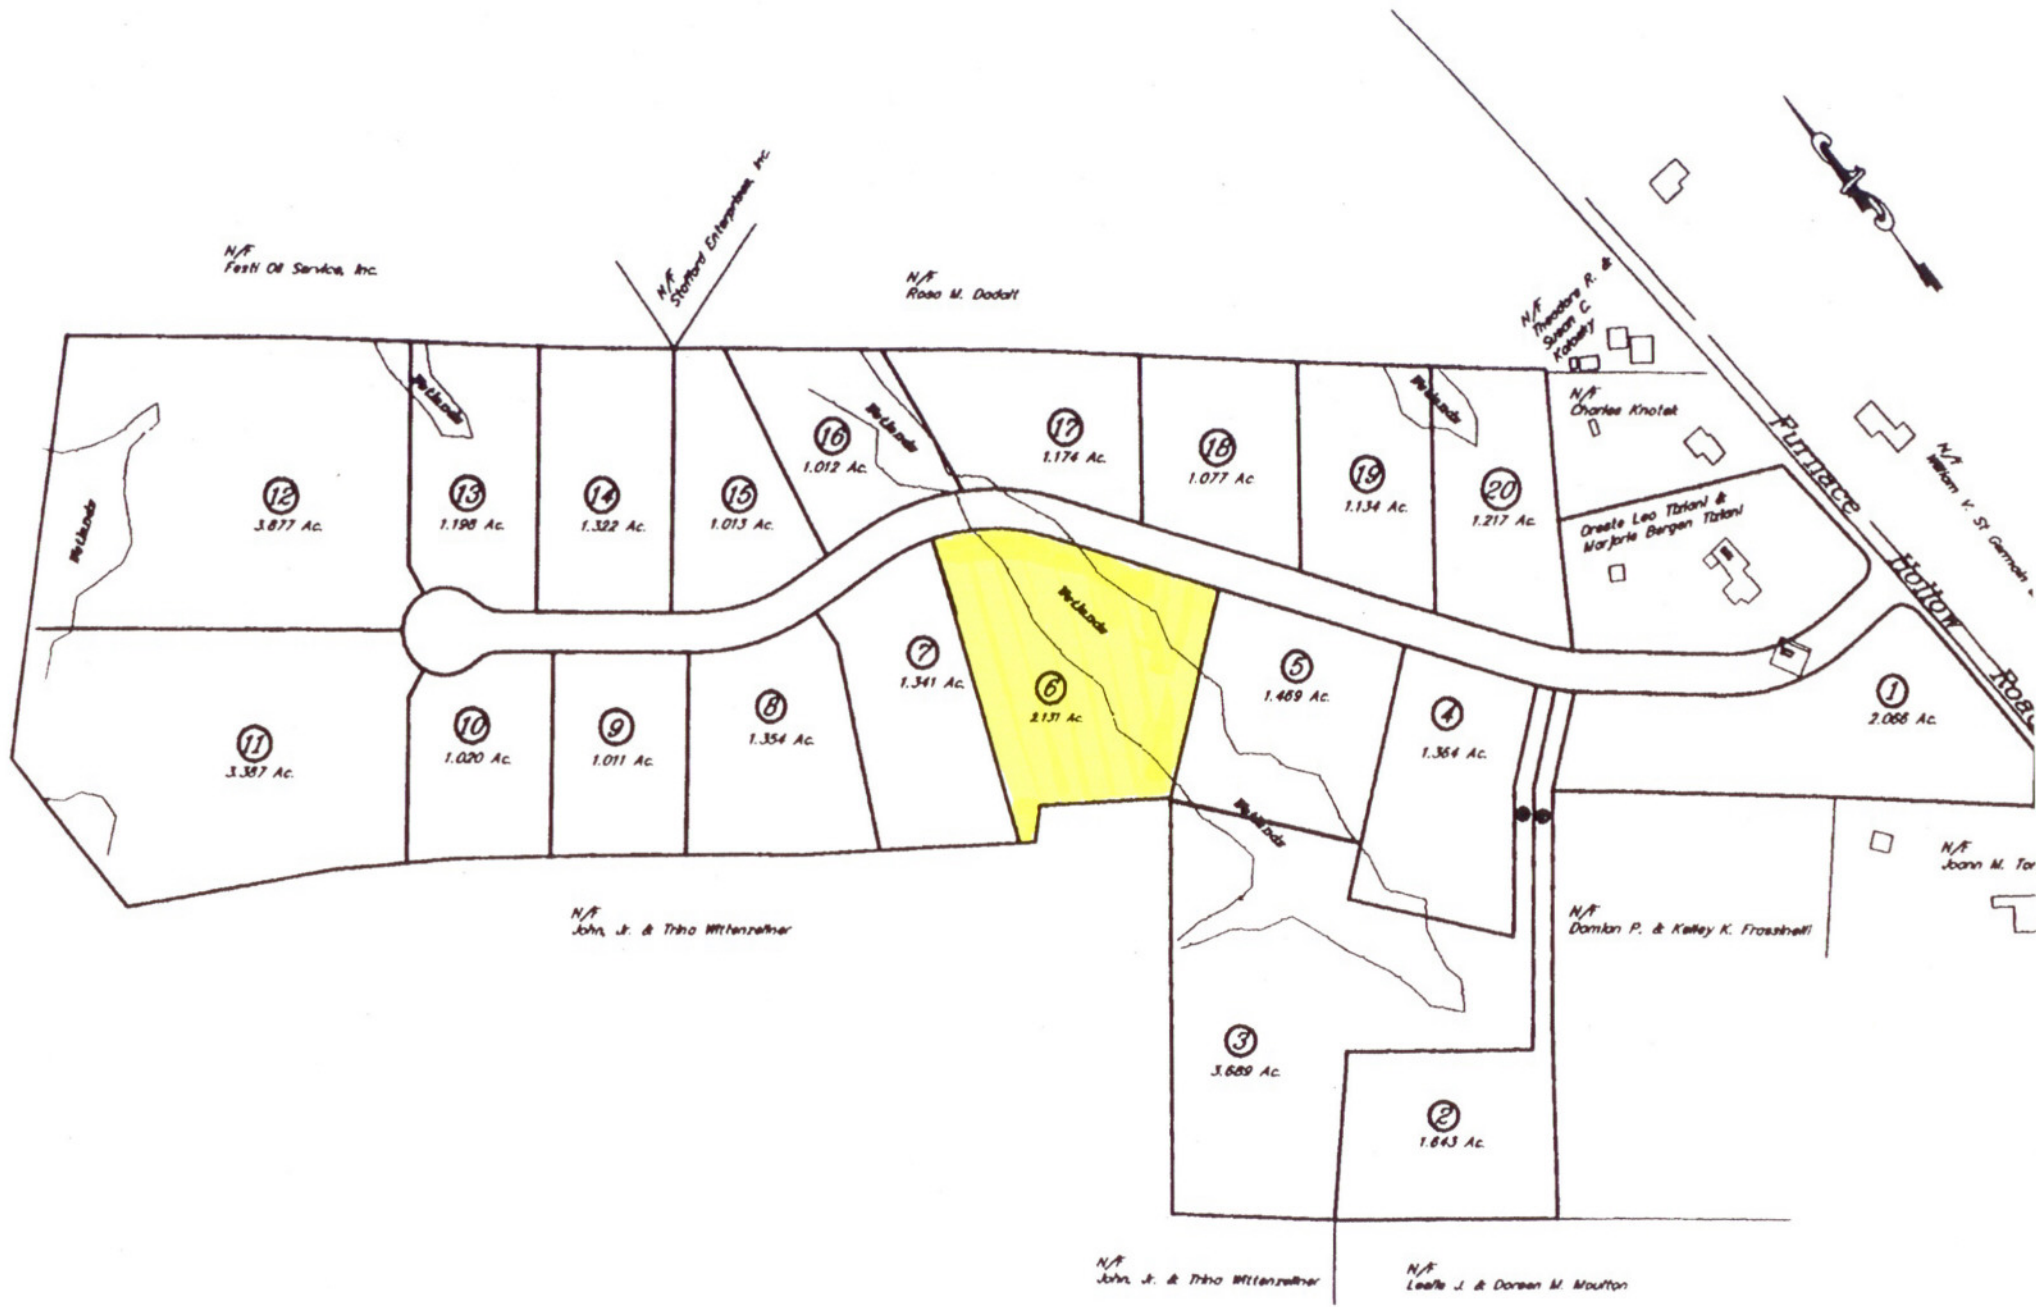 N/F
Stafford Enterprises, Inc.
N/F
Festi Oil Service, Inc.
N/F
Rosa M. Dadalt
N/F
Theodore R. &
Susan C.
N/F
Charles Knotek
Furnace Hollow Road
N/F
William V. St Germain
Oreste Leo Tiziani &
Marjorie Bergen Tiziani
Wetlands
Wetlands
Wetlands
Wetlands
12
3.877 Ac.
13
1.198 Ac.
14
1.322 Ac.
15
1.013 Ac.
16
1.012 Ac.
17
1.174 Ac.
18
1.077 Ac.
19
1.134 Ac.
20
1.217 Ac.
Wetlands
11
3.387 Ac.
10
1.020 Ac.
9
1.011 Ac.
8
1.354 Ac.
7
1.341 Ac.
6
2.131 Ac.
5
1.469 Ac.
4
1.364 Ac.
1
2.066 Ac.
Wetlands
N/F
John, Jr. & Trina Wittenzellner
N/F
Damian P. & Kelley K. Frassinelli
N/F
Joann M.
3
3.689 Ac.
2
1.643 Ac.
N/F
John, Jr. & Trina Wittenzellner
N/F
Leslie J. & Doreen M. Moulton